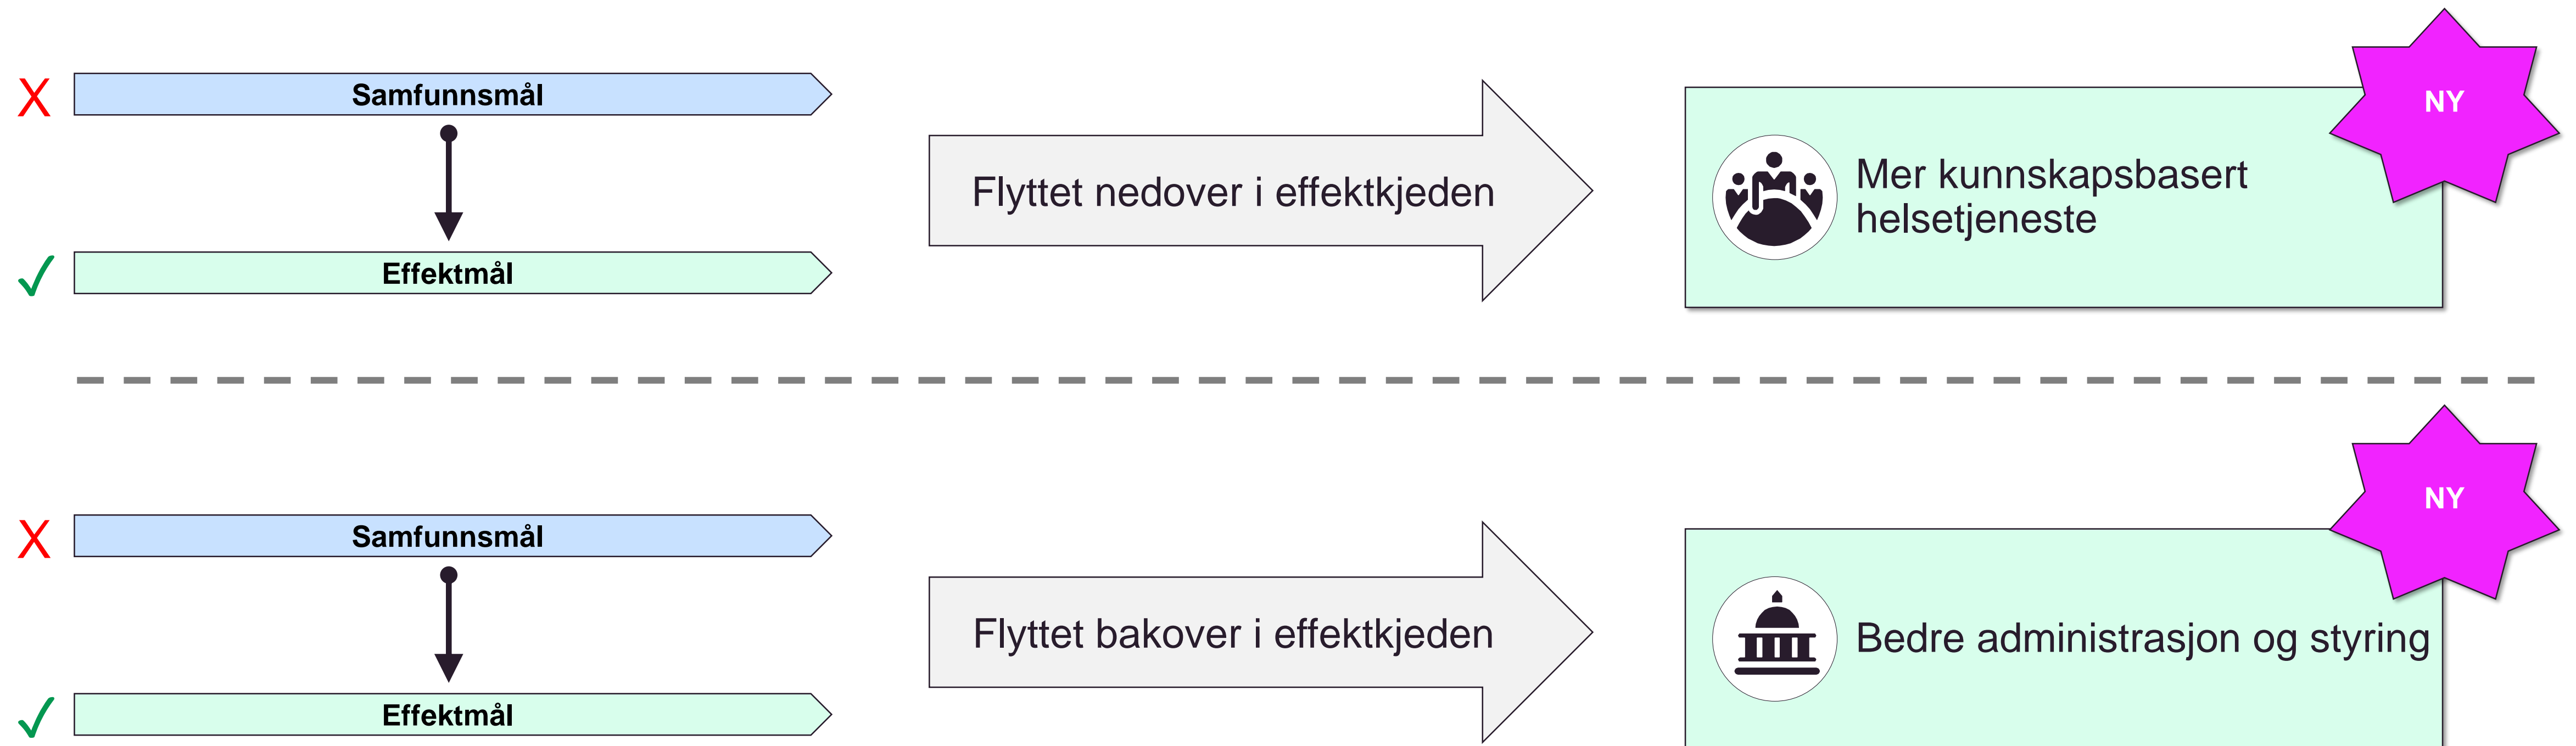 X
Samfunnsmål
✓
Effektmål
Flyttet nedover i effektkjeden
Mer kunnskapsbasert
helsetjeneste
NY
X
Samfunnsmål
✓
Effektmål
Flyttet bakover i effektkjeden
Bedre administrasjon og styring
NY